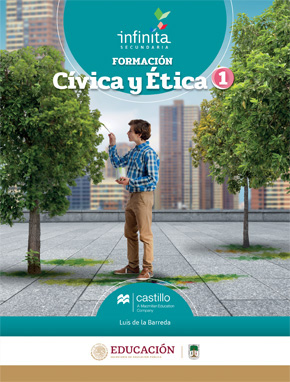 infinita
SECUNDARIA
FORMACIÓN
Cívica y Ética 1
castillo
A Macmillan Education
Company
Luis de la Barreda
EDUCACIÓN